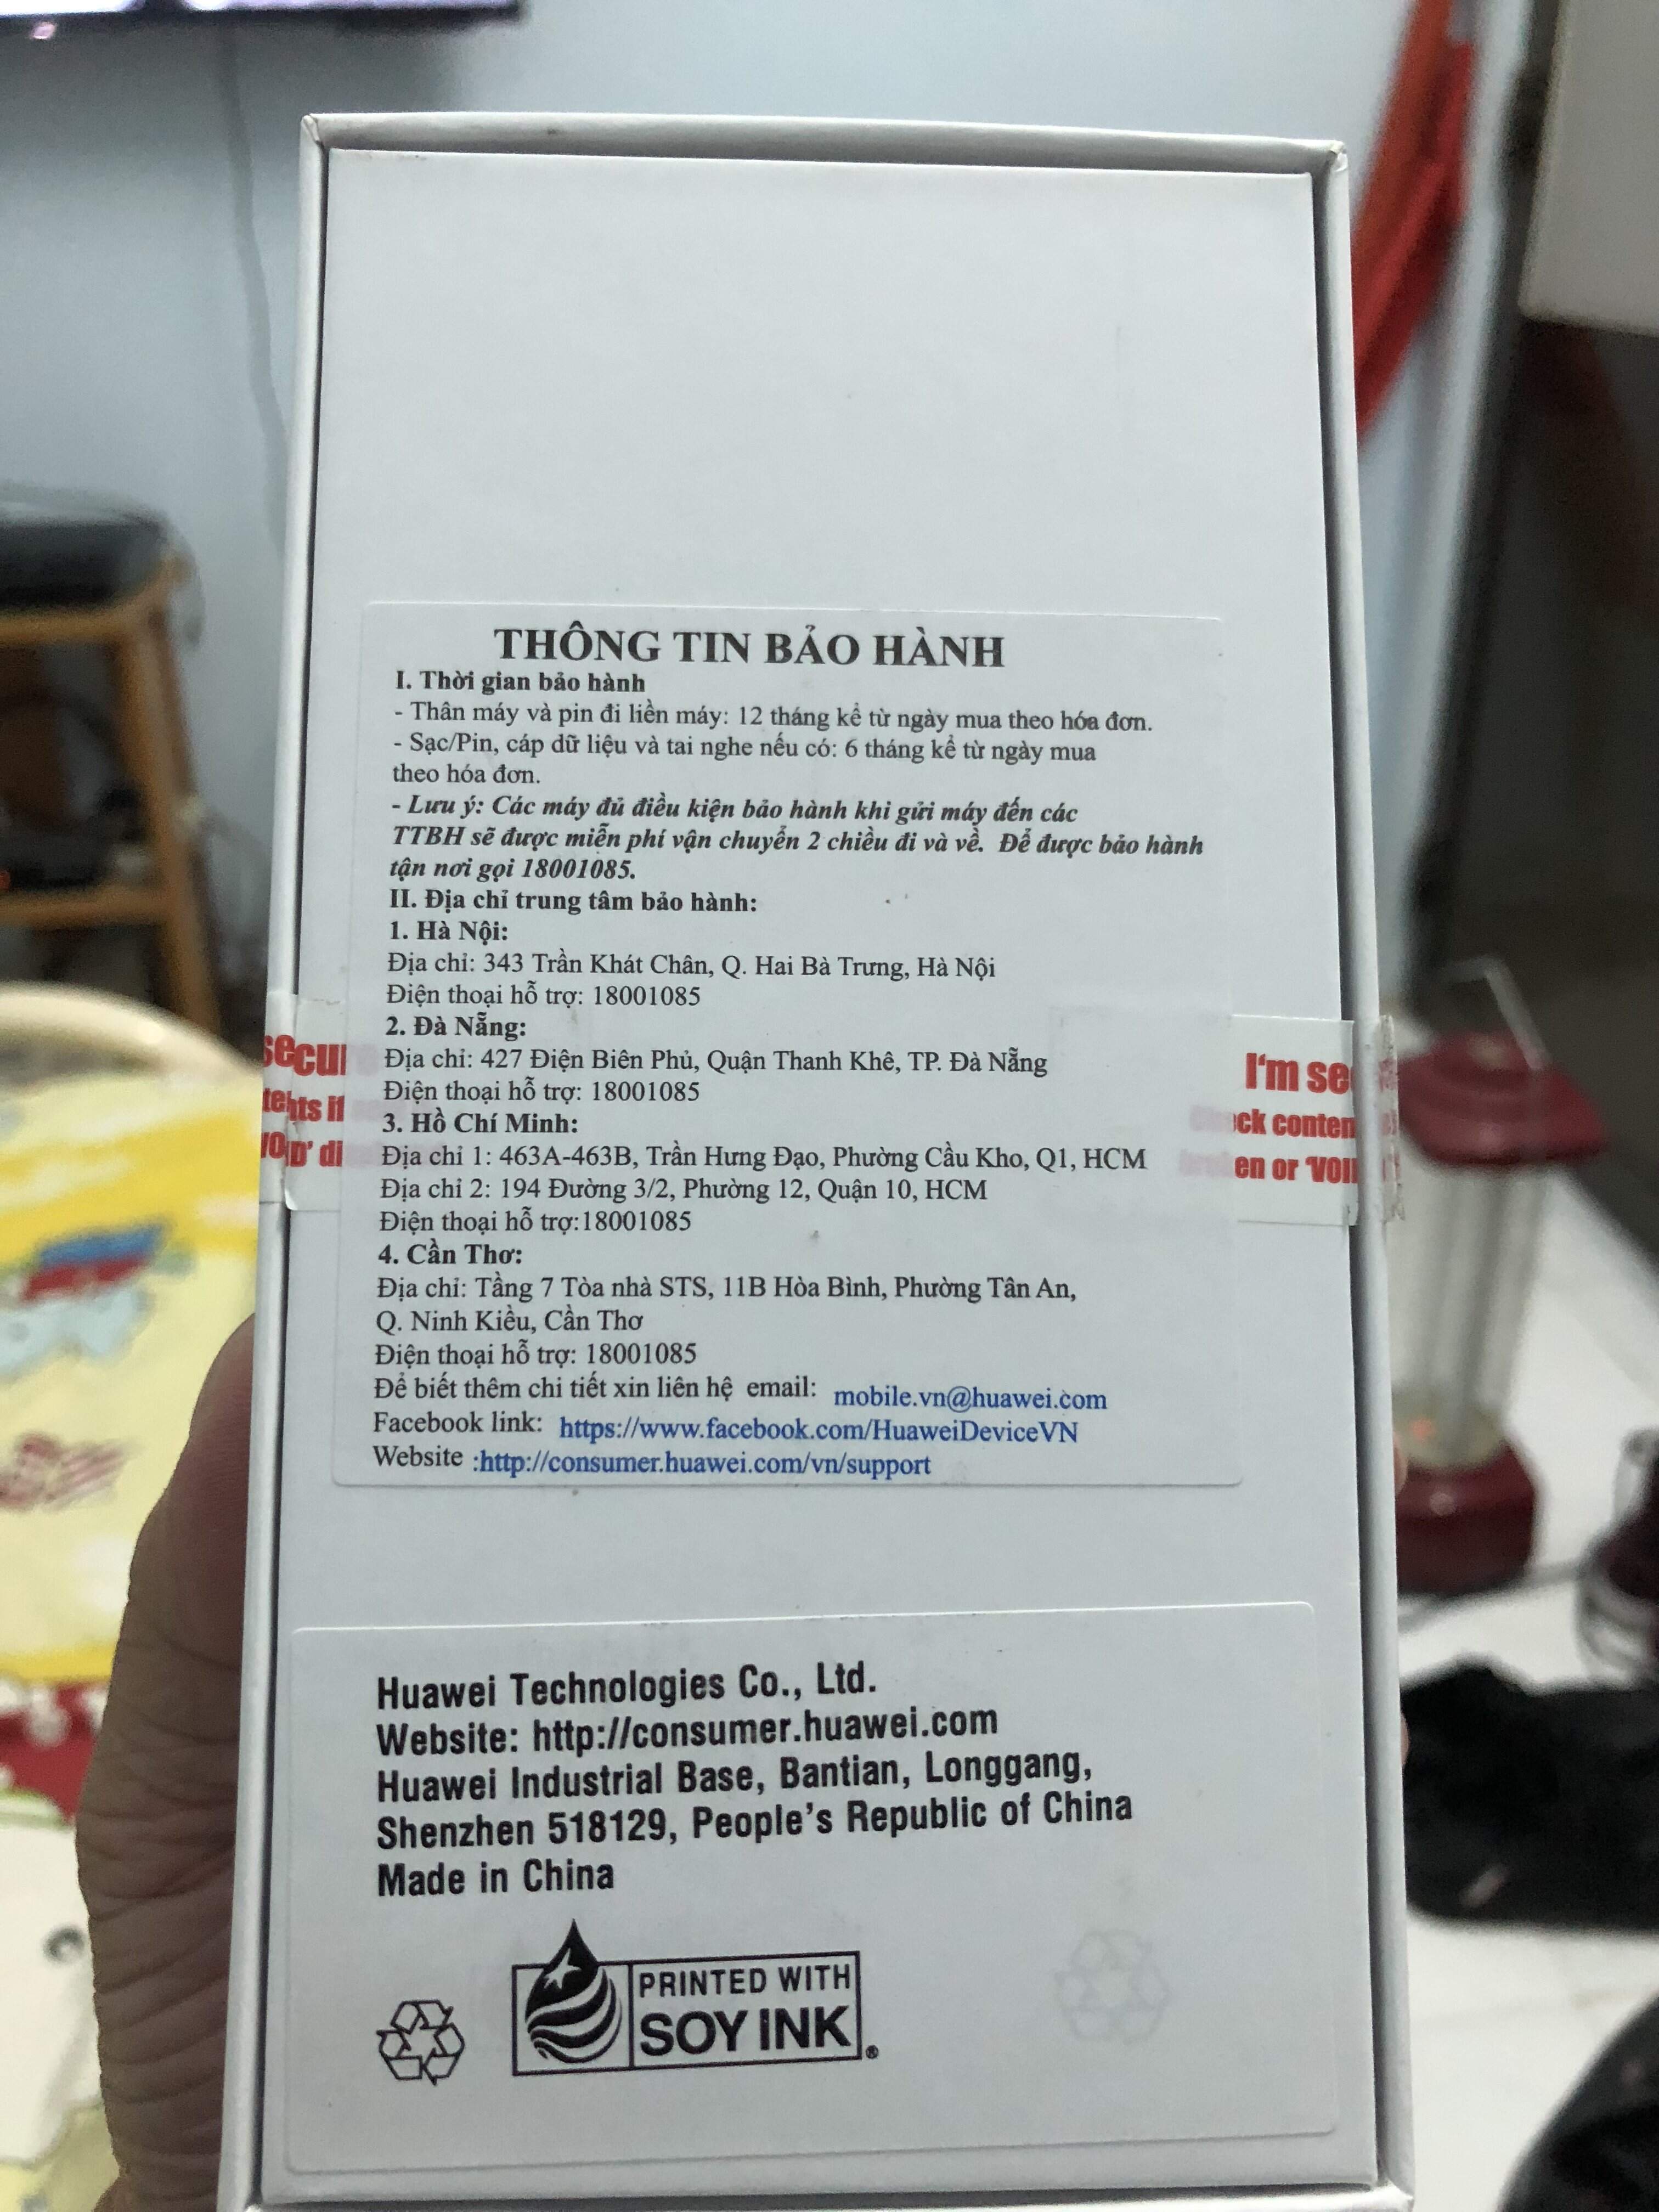 THÔNG TIN BẢO HÀNH
I. Thời gian bảo hành
- Thân máy và pin đi liền máy: 12 tháng kể từ ngày mua theo hóa đơn.
- Sạc/Pin, cáp dữ liệu và tai nghe nếu có: 6 tháng kể từ ngày mua
theo hóa đơn.
- Lưu ý: Các máy đủ điều kiện bảo hành khi gửi máy đến các
TTBH sẽ được miễn phí vận chuyển 2 chiều đi và về. Để được bảo hành
tận nơi gọi 18001085.
II. Địa chỉ trung tâm bảo hành:
1. Hà Nội:
Địa chỉ: 343 Trần Khát Chân, Q. Hai Bà Trưng, Hà Nội
Điện thoại hỗ trợ: 18001085
2. Đà Nẵng:
Địa chỉ: 427 Điện Biên Phủ, Quận Thanh Khê, TP. Đà Nẵng
Điện thoại hỗ trợ: 18001085
3. Hồ Chí Minh:
Địa chỉ 1: 463A-463B, Trần Hưng Đạo, Phường Cầu Kho, Q1, HCM
Địa chỉ 2: 194 Đường 3/2, Phường 12, Quận 10, HCM
Điện thoại hỗ trợ:18001085
4. Cần Thơ:
Địa chỉ: Tầng 7 Tòa nhà STS, 11B Hòa Bình, Phường Tân An,
Q. Ninh Kiều, Cần Thơ
Điện thoại hỗ trợ: 18001085
Để biết thêm chi tiết xin liên hệ email: mobile.vn@huawei.com
Facebook link: https://www.facebook.com/HuaweiDeviceVN
Website :http://consumer.huawei.com/vn/support
I'm se
ck conten
en or 'VOI
Huawei Technologies Co., Ltd.
Website: http://consumer.huawei.com
Huawei Industrial Base, Bantian, Longgang,
Shenzhen 518129, People's Republic of China
Made in China
PRINTED WITH
SOY INK